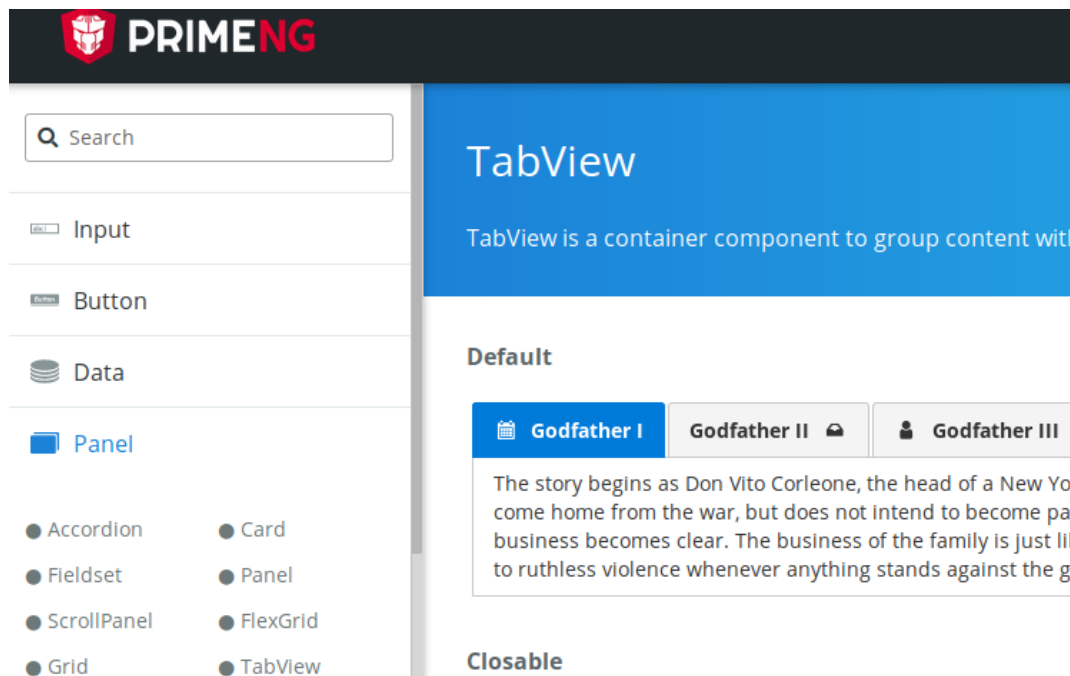 PRIMENG
Search
Input
Button
Data
Panel
Accordion
Card
Fieldset
Panel
ScrollPanel
FlexGrid
Grid
TabView
TabView
TabView is a container component to group content wit
Default
Godfather I
Godfather II
Godfather III
The story begins as Don Vito Corleone, the head of a New Yo
come home from the war, but does not intend to become pa
business becomes clear. The business of the family is just li
to ruthless violence whenever anything stands against the g
Closable